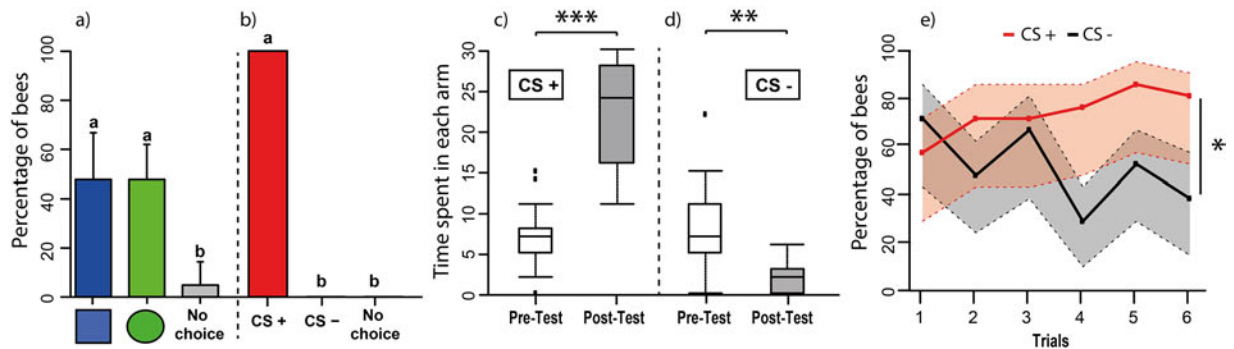 a)
Percentage of bees
0 20 40 60 80 100
a
a
b
No choice
b)
a
b
b
CS +
CS –
No choice
c)
***
Time spent in each arm
0 5 10 15 20 25 30
CS +
Pre-Test
Post-Test
d)
**
CS -
Pre-Test
Post-Test
e)
CS +
CS -
Percentage of bees
0 20 40 60 80 100
*
1 2 3 4 5 6
Trials